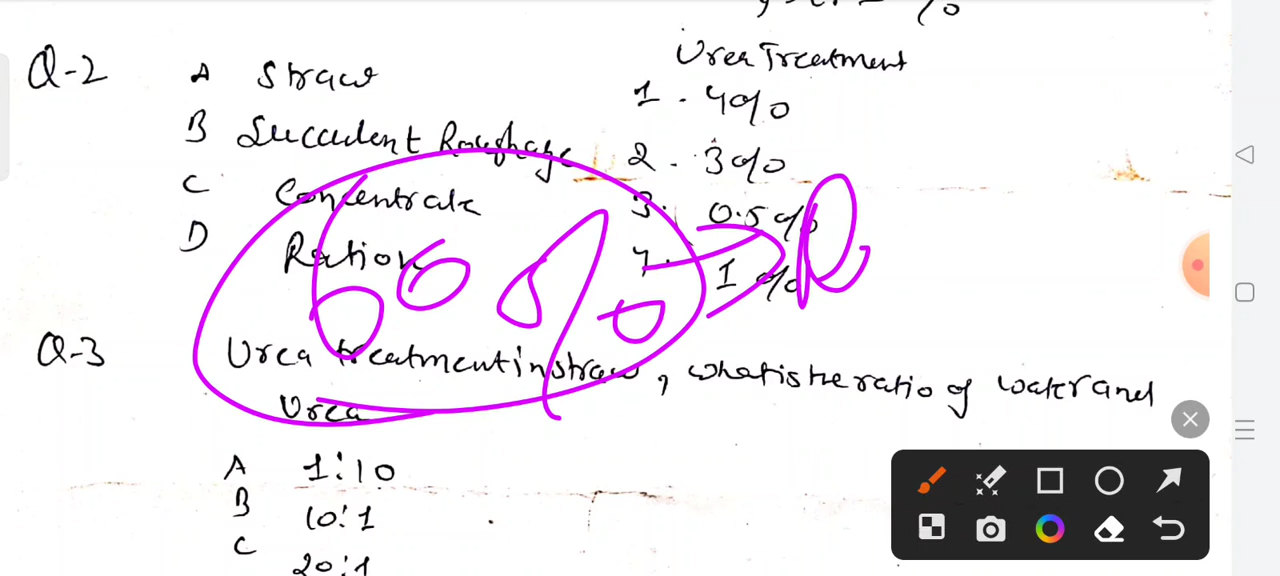 %
Urea Treatment
Q-2 A Straw 1. 4%
B Succulent Roughage 2. 3%
C Concentrate 3. 0.5%
D Ration 4. 1%
60%
R
Q-3 Urea treatment in straw, what is the ratio of water and
Urea
A 1:10
B 10:1
C 20:1